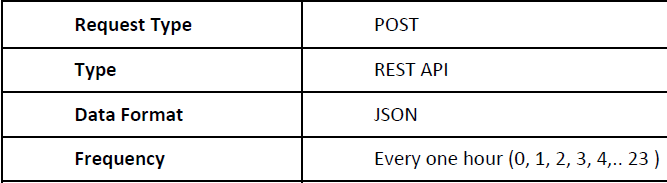 Request Type POST
Type REST API
Data Format JSON
Frequency Every one hour (0, 1, 2, 3, 4,.. 23 )